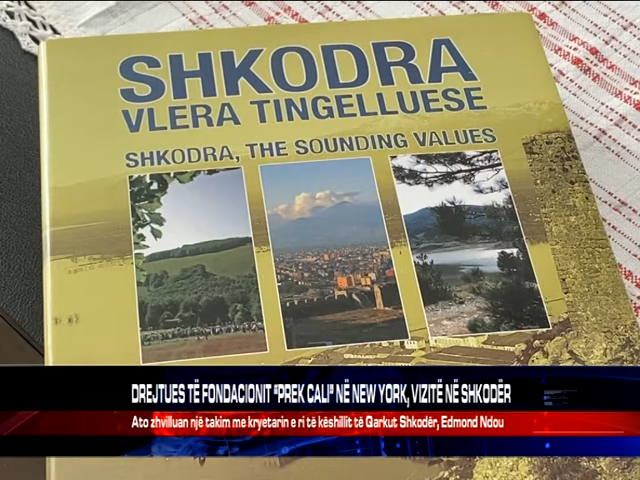 SHKODRA
VLERA TINGELLUESE
SHKODRA, THE SOUNDING VALUES
DREJTUES TË FONDACIONIT "PREK CALI" NË NEW YORK, VIZITË NË SHKODËR
Ato zhvilluan një takim me kryetarin e ri të këshillit të Qarkut Shkodër, Edmond Ndou